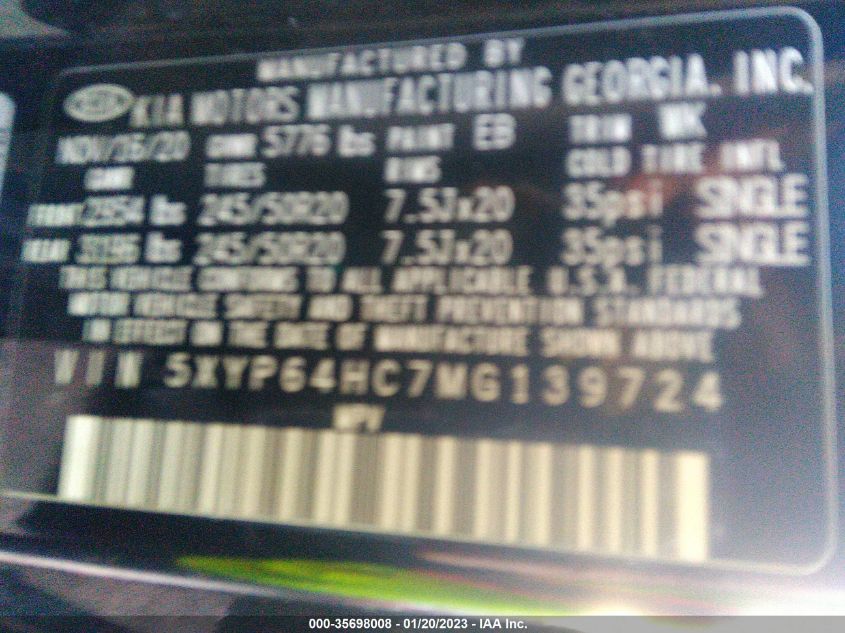 MANUFACTURED BY
KIA KIA MOTORS MANUFACTURING GEORGIA, INC.
NOV/16/20 GVWR 5776 lbs PAINT EB TRIM WK
GAWR TIRES RIMS COLD TIRE INFL
FRONT 2954 lbs 245/50R20 7.5Jx20 35psi SINGLE
REAR 3196 lbs 245/50R20 7.5Jx20 35psi SINGLE
THIS VEHICLE CONFORMS TO ALL APPLICABLE U.S.A. FEDERAL
MOTOR VEHICLE SAFETY AND THEFT PREVENTION STANDARDS
IN EFFECT ON THE DATE OF MANUFACTURE SHOWN ABOVE
VIN 5XYP64HC7MG139724
MPV
000-35698008 - 01/20/2023 - IAA Inc.